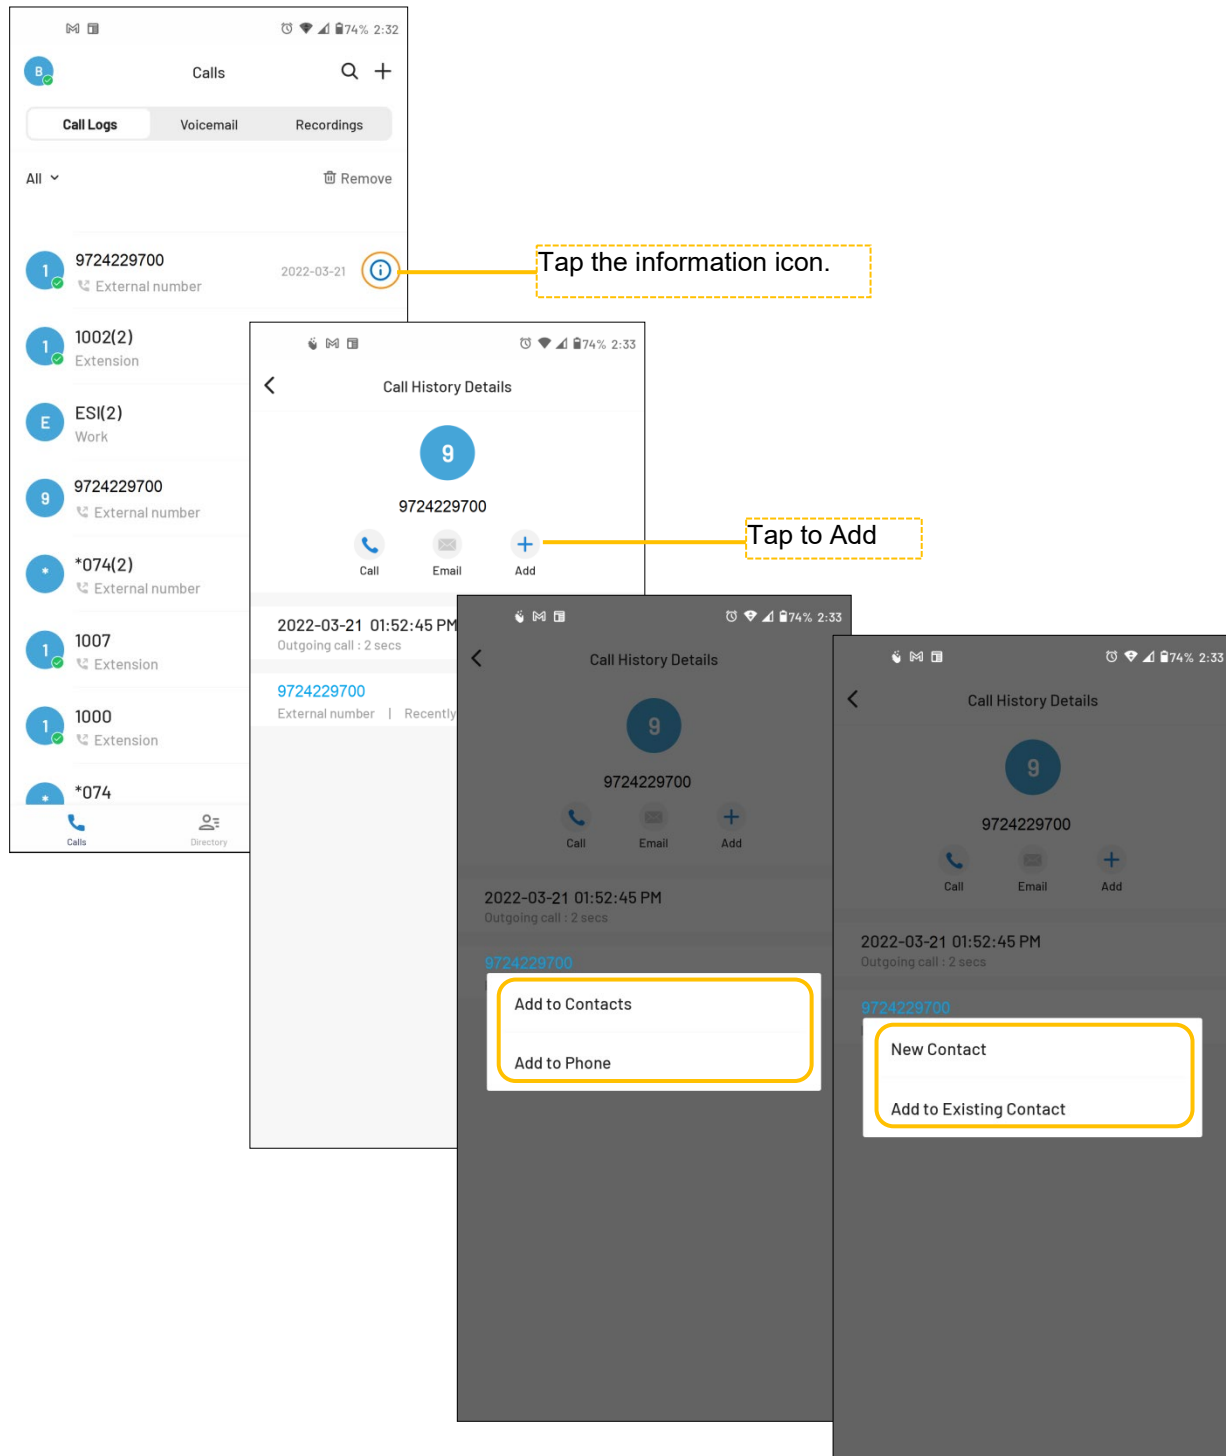 74% 2:32
B
Calls
Call Logs
Voicemail
Recordings
All
Remove
1
9724229700
External number
2022-03-21
Tap the information icon.
1
1002(2)
Extension
E
ESI(2)
Work
9
9724229700
External number
*
*074(2)
External number
1
1007
Extension
1
1000
Extension
*
*074
Calls
Directory
74% 2:33
Call History Details
9
9724229700
Call
Email
Add
Tap to Add
2022-03-21 01:52:45 PM
Outgoing call : 2 secs
9724229700
External number | Recently
74% 2:33
Call History Details
9
9724229700
Call
Email
Add
2022-03-21 01:52:45 PM
Outgoing call : 2 secs
9724229700
Add to Contacts
Add to Phone
74% 2:33
Call History Details
9
9724229700
Call
Email
Add
2022-03-21 01:52:45 PM
Outgoing call : 2 secs
9724229700
New Contact
Add to Existing Contact